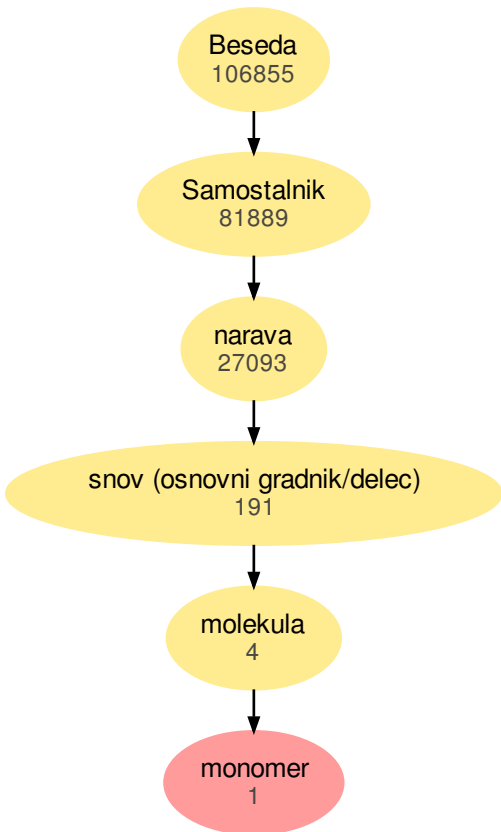 Beseda
106855
Samostalnik
81889
narava
27093
snov (osnovni gradnik/delec)
191
molekula
4
monomer
1